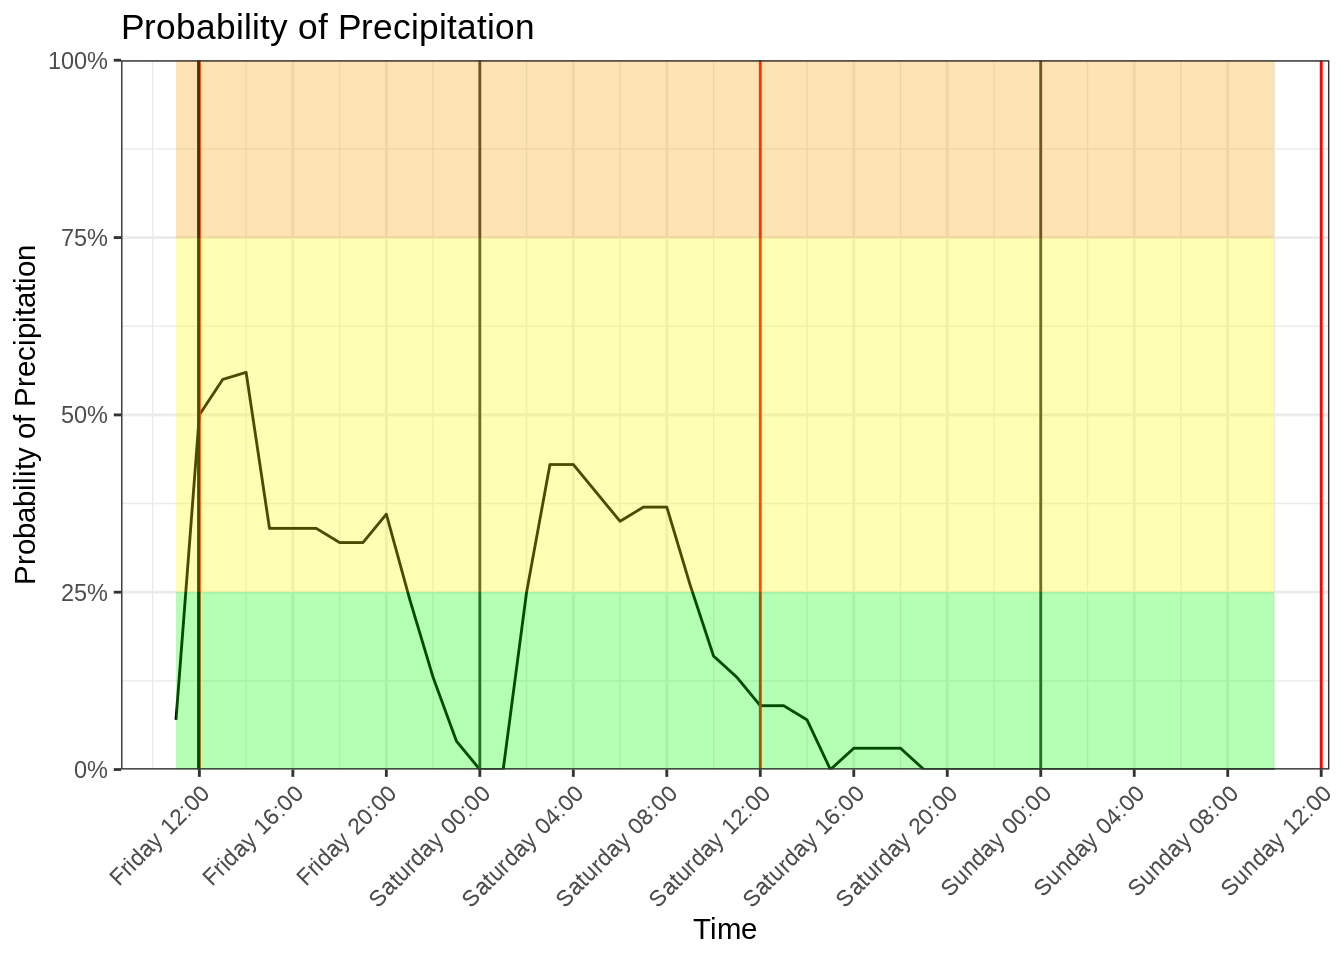 Probability of Precipitation
Probability of Precipitation
100%
75%
50%
25%
0%
Friday 12:00
Friday 16:00
Friday 20:00
Saturday 00:00
Saturday 04:00
Saturday 08:00
Saturday 12:00
Saturday 16:00
Saturday 20:00
Sunday 00:00
Sunday 04:00
Sunday 08:00
Sunday 12:00
Time